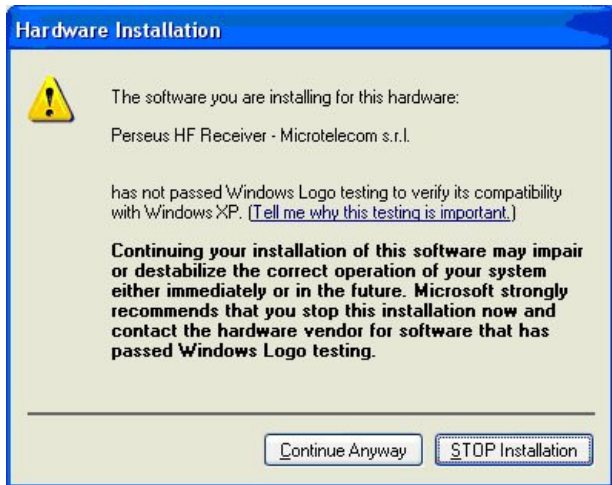 Hardware Installation
The software you are installing for this hardware:
Perseus HF Receiver - Microtelecom s.r.l.
has not passed Windows Logo testing to verify its compatibility
with Windows XP. (Tell me why this testing is important.)
Continuing your installation of this software may impair
or destabilize the correct operation of your system
either immediately or in the future. Microsoft strongly
recommends that you stop this installation now and
contact the hardware vendor for software that has
passed Windows Logo testing.
Continue Anyway
STOP Installation